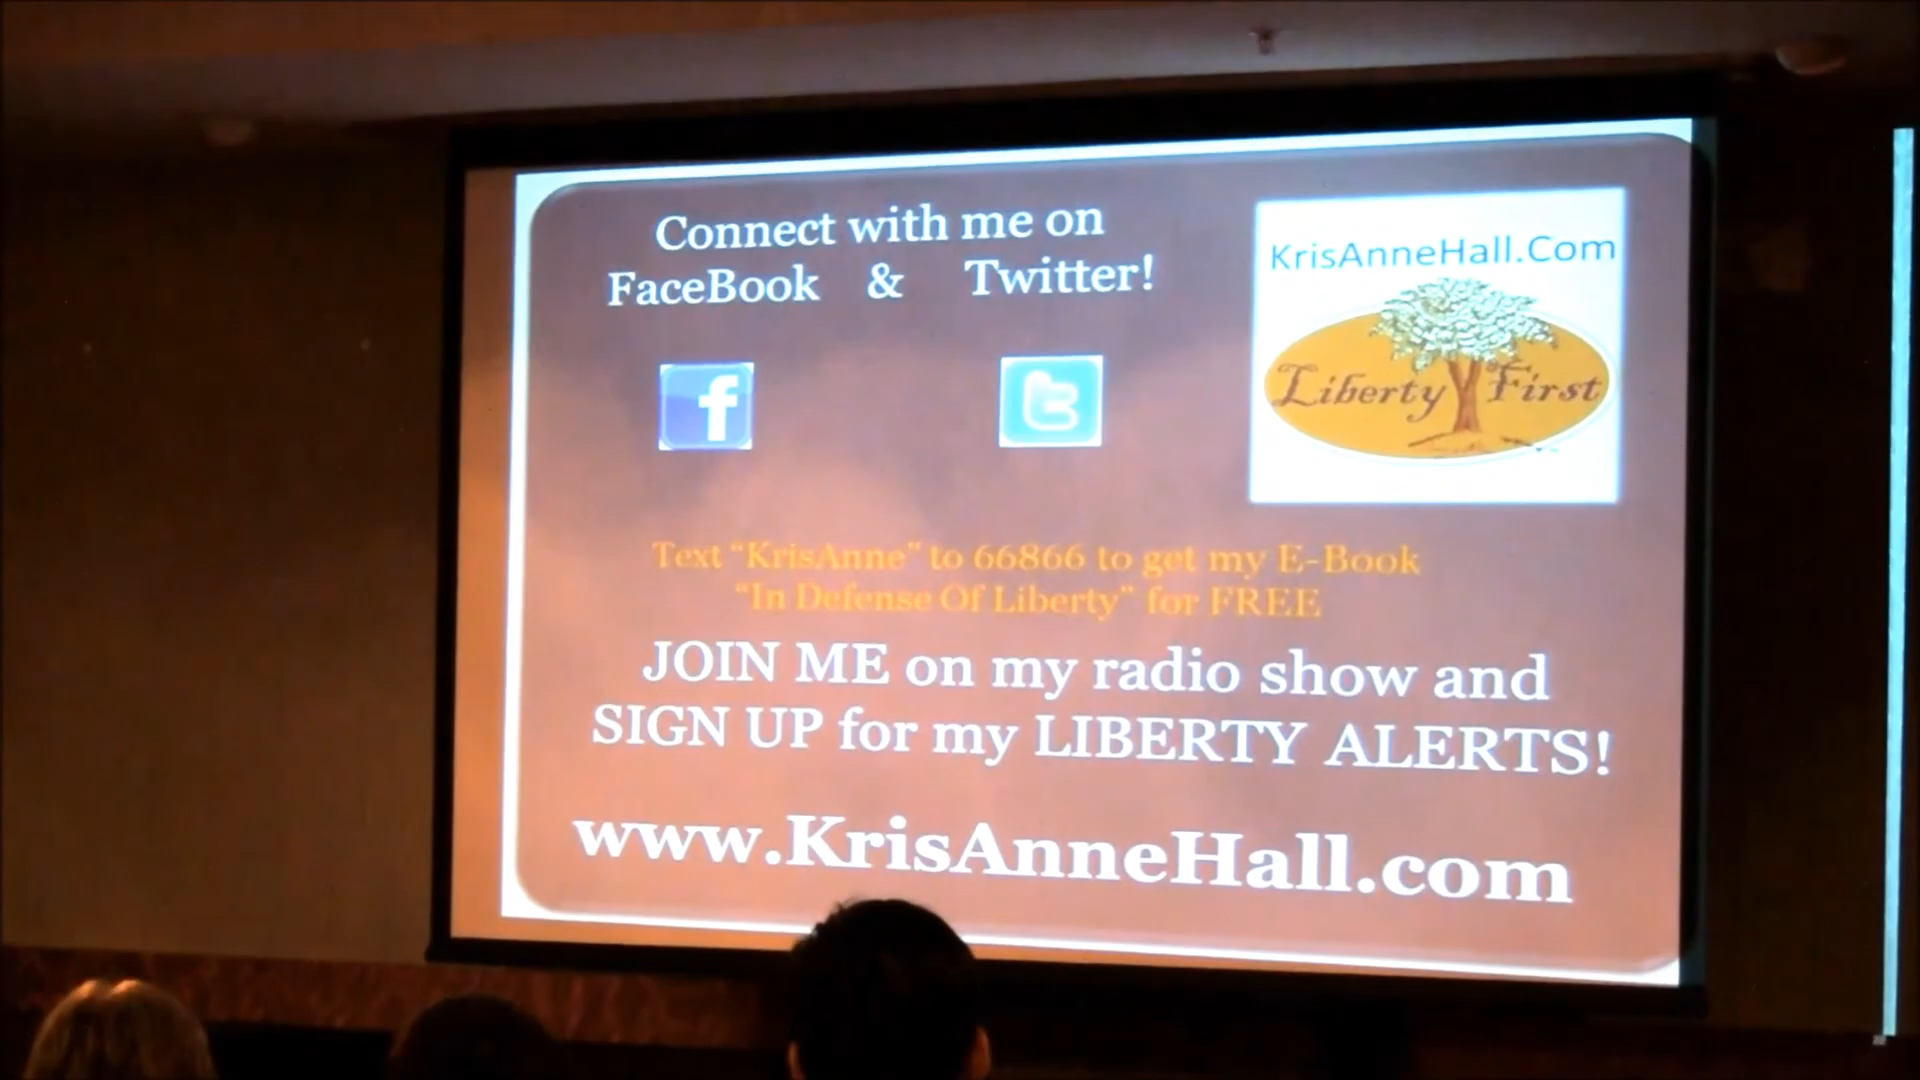 Connect with me on
FaceBook & Twitter!
KrisAnneHall.Com
Liberty First
f
t
Text “KrisAnne” to 66866 to get my E-Book
“In Defense Of Liberty” for FREE
JOIN ME on my radio show and
SIGN UP for my LIBERTY ALERTS!
www.KrisAnneHall.com